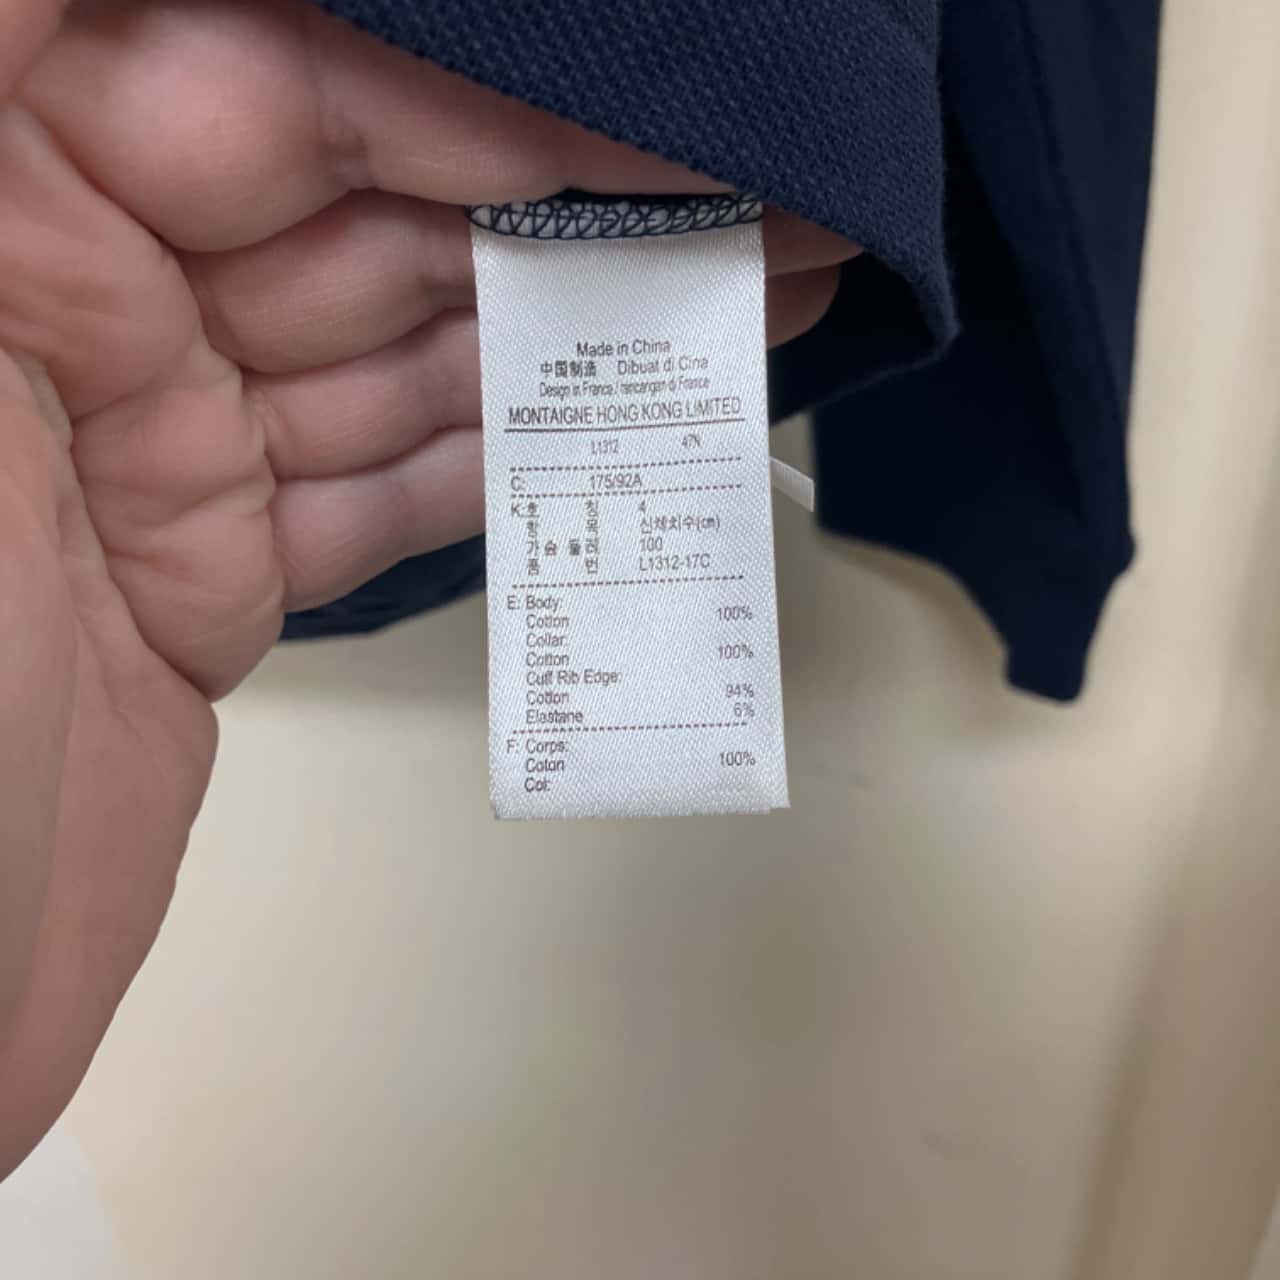 Made in China
中国制造 Dibuat di Cina
Design in France / rancangan di France
MONTAIGNE HONG KONG LIMITED
L1312 47N
C: 175/92A
K: 호 칭 4
항 목 신체치수(cm)
가 슴 둘 레 100
품 번 L1312-17C
E: Body:
Cotton 100%
Collar:
Cotton 100%
Cuff Rib Edge:
Cotton 94%
Elastane 6%
F: Corps:
Coton 100%
Col: